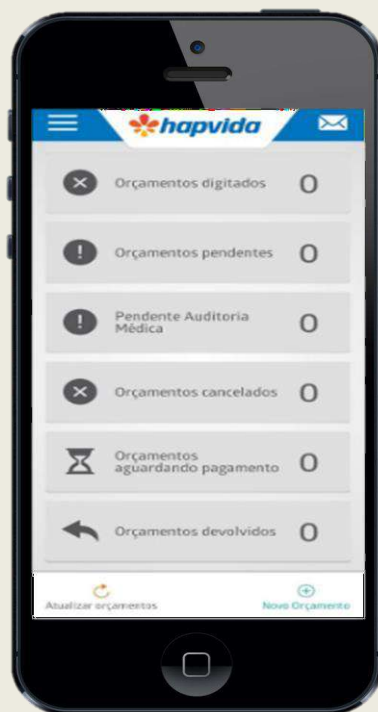 hapvida
Orçamentos digitados 0
Orçamentos pendentes 0
Pendente Auditoria
Médica 0
Orçamentos cancelados 0
Orçamentos
aguardando pagamento 0
Orçamentos devolvidos 0
Atualizar orçamentos
Novo Orçamento